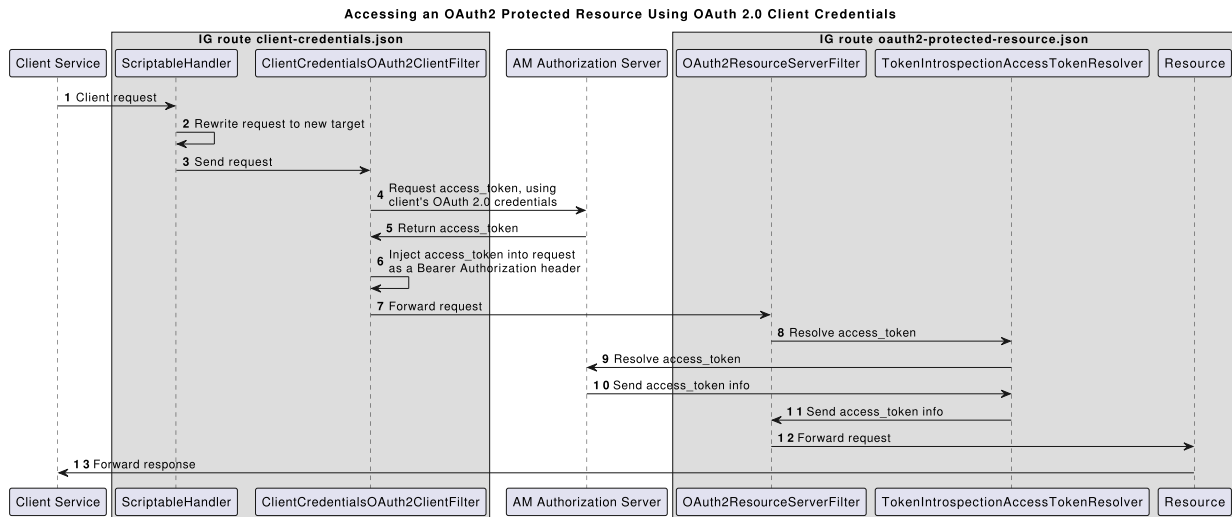 Accessing an OAuth2 Protected Resource Using OAuth 2.0 Client Credentials
IG route client-credentials.json
IG route oauth2-protected-resource.json
Client Service
ScriptableHandler
ClientCredentialsOAuth2ClientFilter
AM Authorization Server
OAuth2ResourceServerFilter
TokenIntrospectionAccessTokenResolver
Resource
1 Client request
2 Rewrite request to new target
3 Send request
4 Request access_token, using
client's OAuth 2.0 credentials
5 Return access_token
6 Inject access_token into request
as a Bearer Authorization header
7 Forward request
8 Resolve access_token
9 Resolve access_token
10 Send access_token info
11 Send access_token info
12 Forward request
13 Forward response
Client Service
ScriptableHandler
ClientCredentialsOAuth2ClientFilter
AM Authorization Server
OAuth2ResourceServerFilter
TokenIntrospectionAccessTokenResolver
Resource